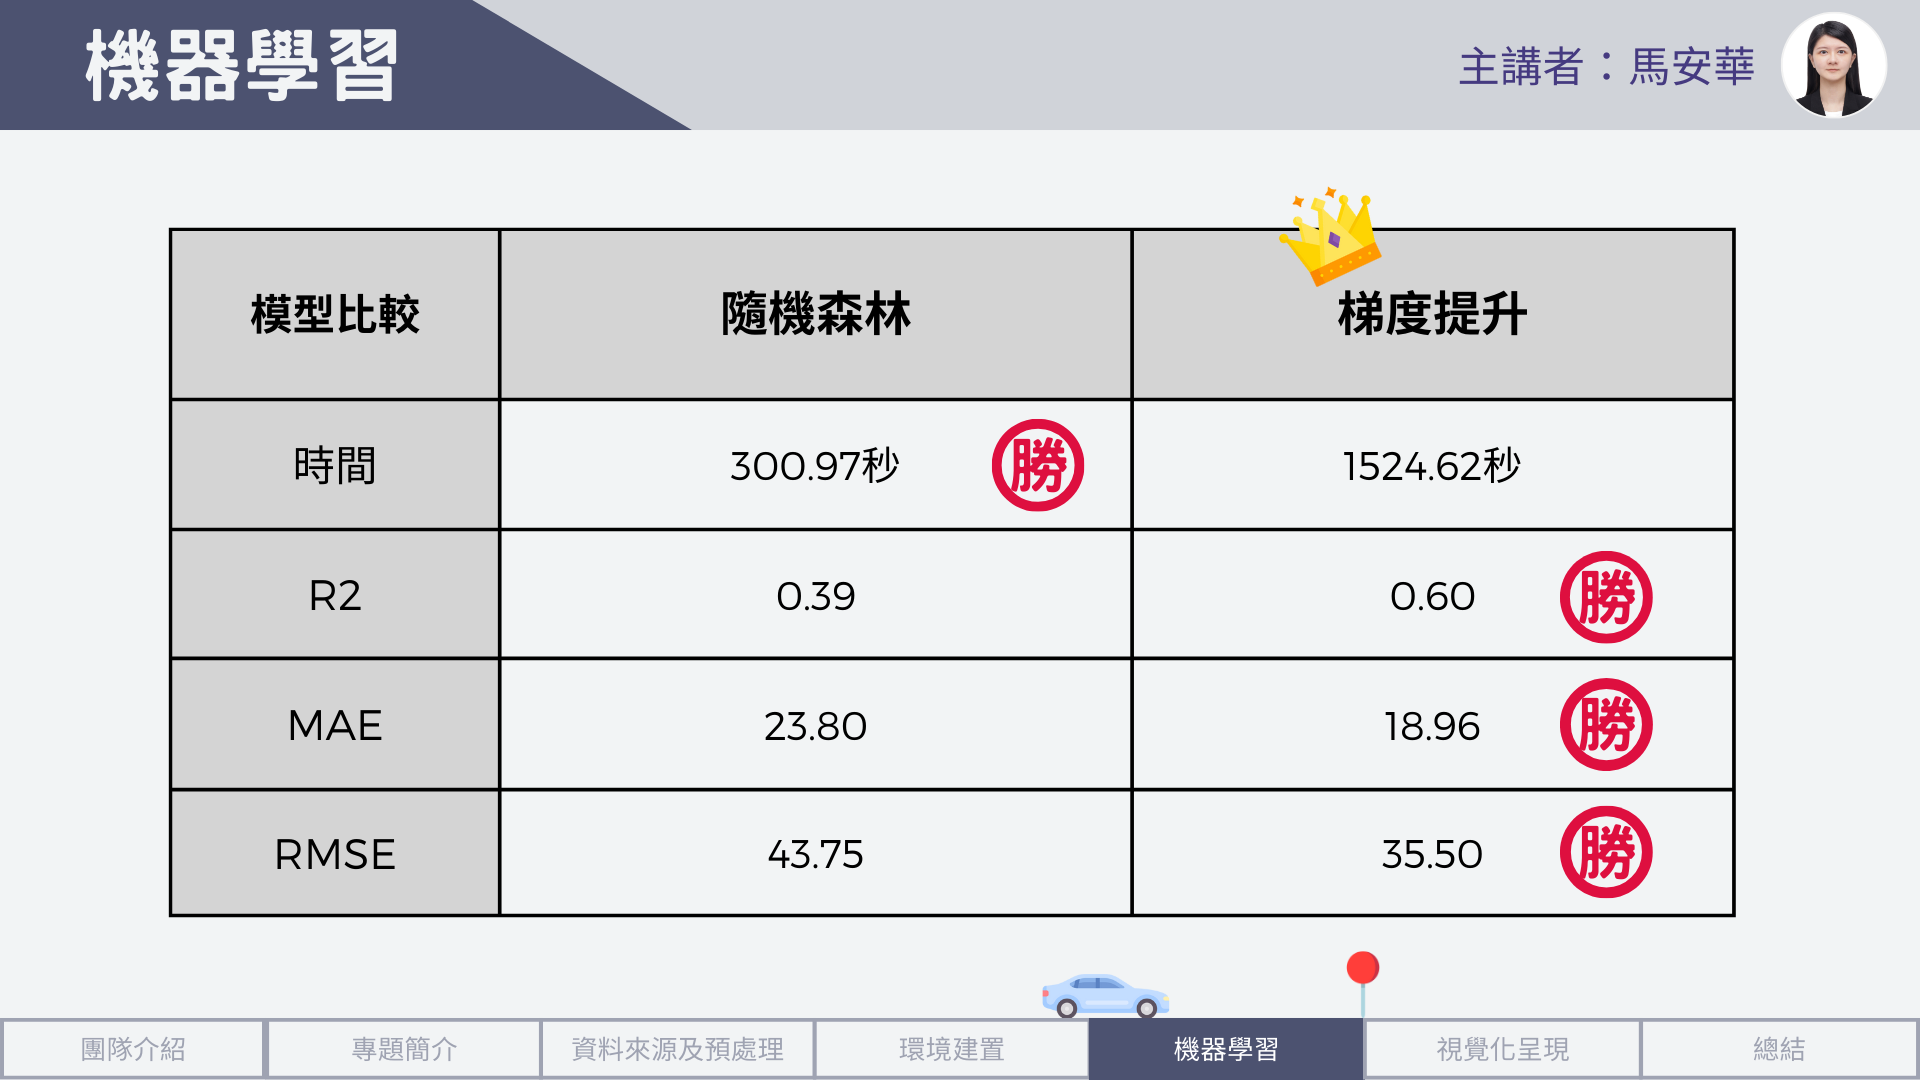 機器學習
主講者：馬安華
模型比較 隨機森林 梯度提升
時間 300.97秒 勝 1524.62秒
R2 0.39 0.60 勝
MAE 23.80 18.96 勝
RMSE 43.75 35.50 勝
團隊介紹 專題簡介 資料來源及預處理 環境建置 機器學習 視覺化呈現 總結